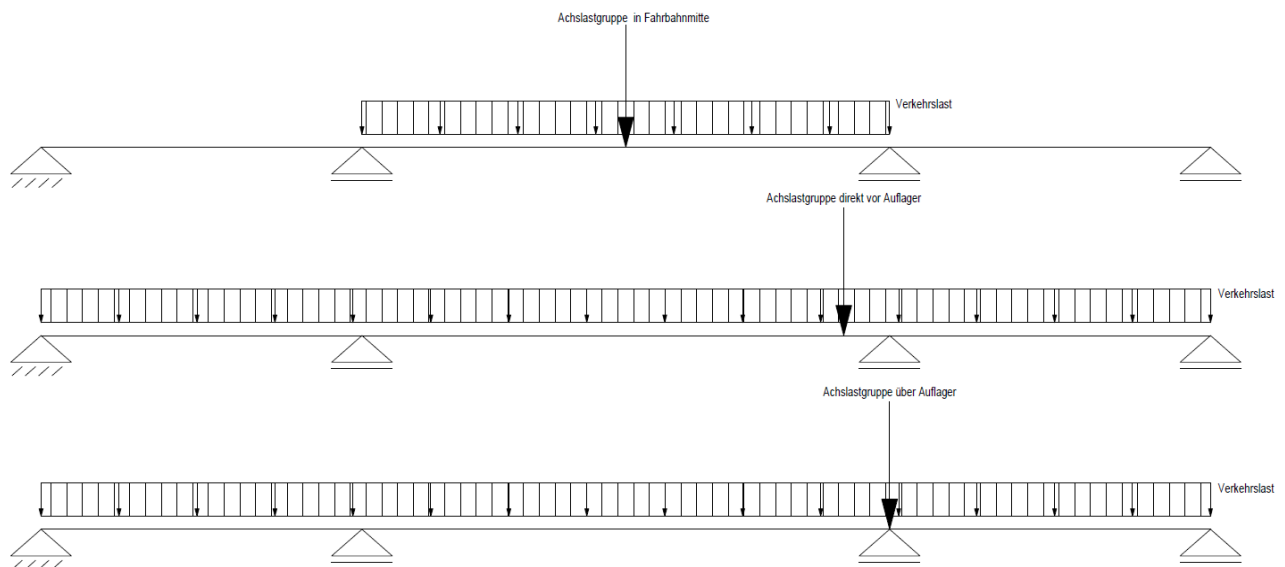 Achslastgruppe in Fahrbahnmitte
Verkehrslast
Achslastgruppe direkt vor Auflager
Verkehrslast
Achslastgruppe über Auflager
Verkehrslast